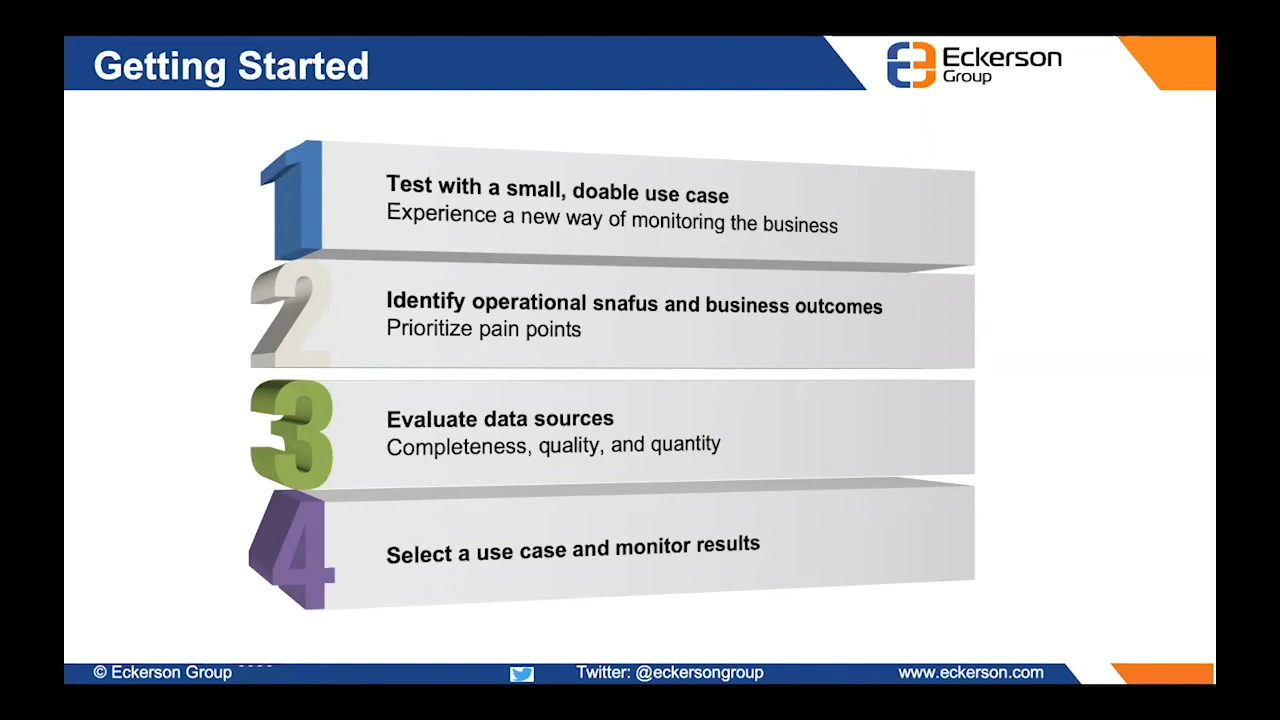 Getting Started
Eckerson
Group
1
Test with a small, doable use case
Experience a new way of monitoring the business
2
Identify operational snafus and business outcomes
Prioritize pain points
3
Evaluate data sources
Completeness, quality, and quantity
4
Select a use case and monitor results
© Eckerson Group
Twitter: @eckersongroup
www.eckerson.com